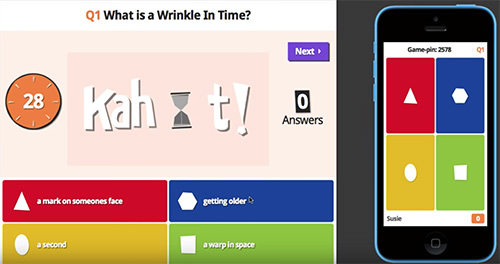 Q1 What is a Wrinkle In Time?
Next
28
Kah t!
0
Answers
a mark on someones face
getting older
a second
a warp in space
Game-pin: 2578 Q1
Susie 0